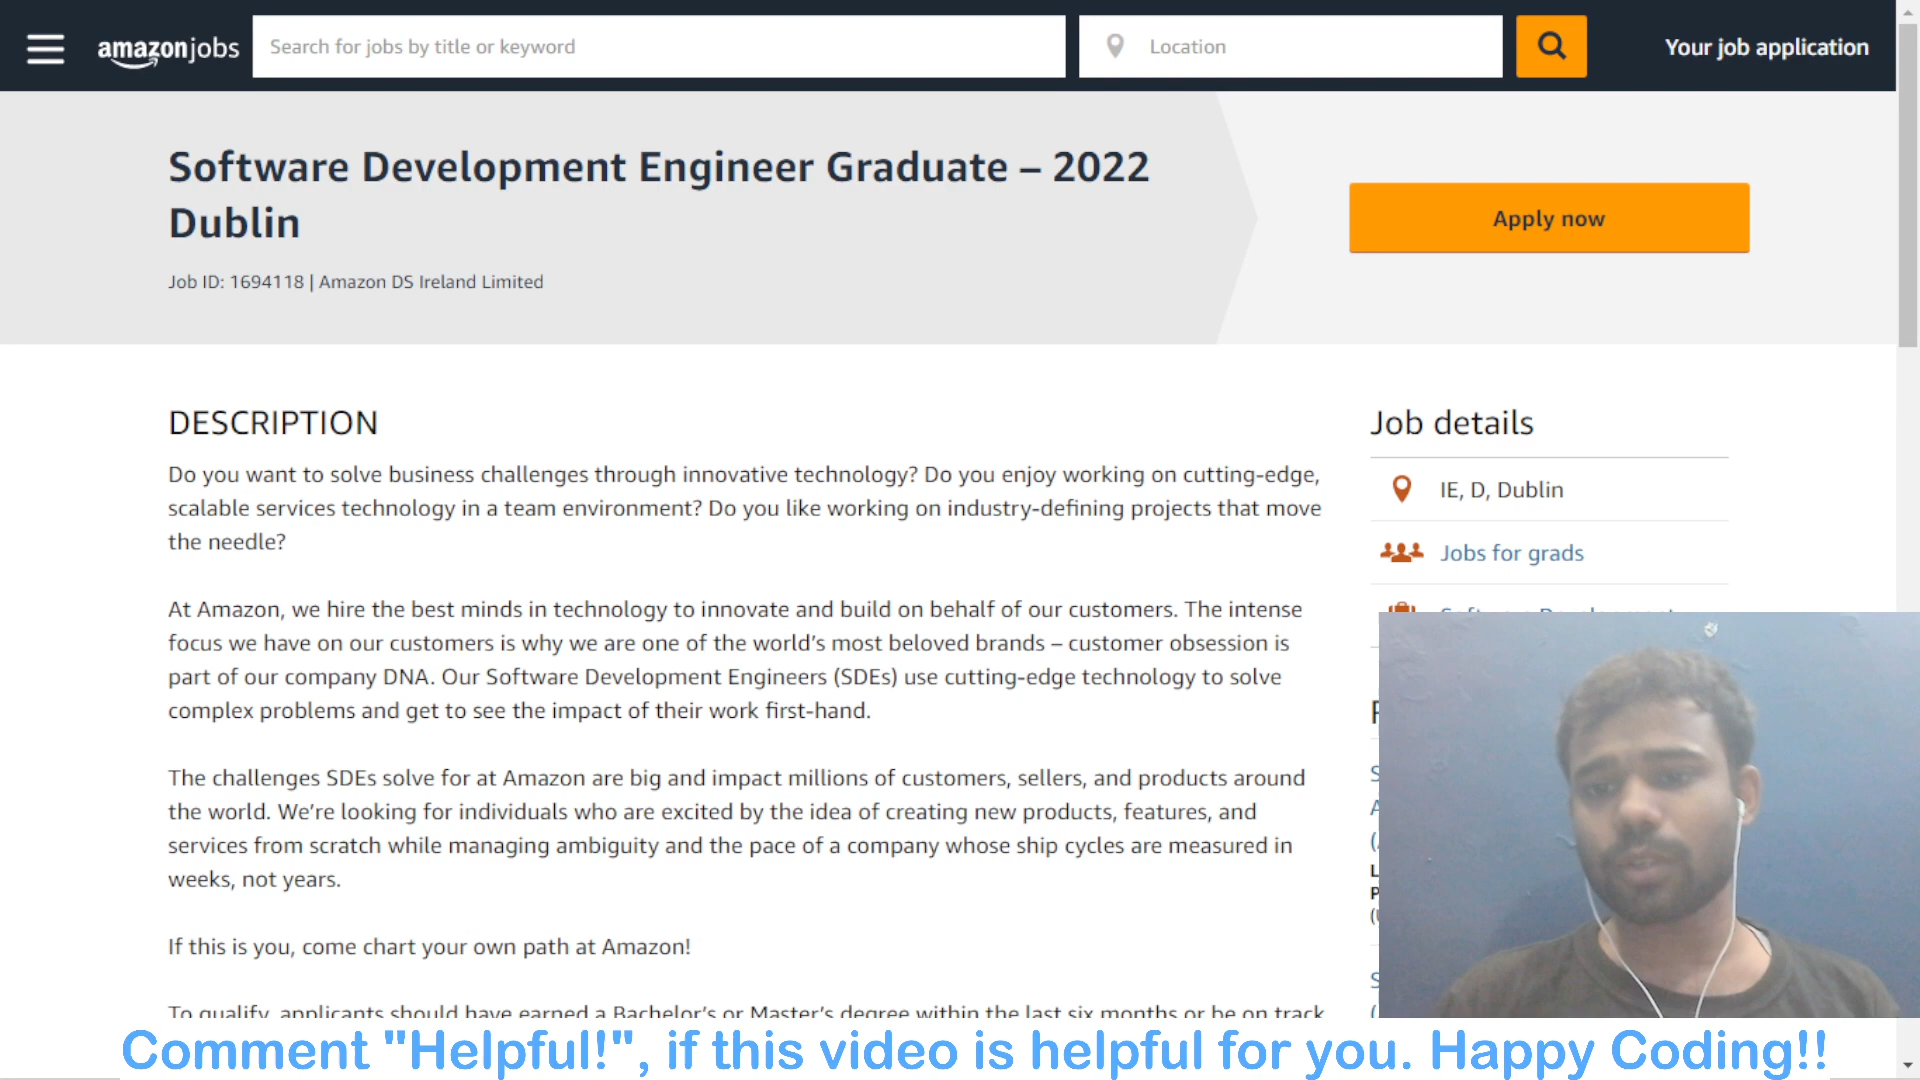 amazonjobs
Search for jobs by title or keyword
Location
Your job application
Software Development Engineer Graduate – 2022
Dublin
Apply now
Job ID: 1694118 | Amazon DS Ireland Limited
DESCRIPTION
Do you want to solve business challenges through innovative technology? Do you enjoy working on cutting-edge,
scalable services technology in a team environment? Do you like working on industry-defining projects that move
the needle?
At Amazon, we hire the best minds in technology to innovate and build on behalf of our customers. The intense
focus we have on our customers is why we are one of the world's most beloved brands – customer obsession is
part of our company DNA. Our Software Development Engineers (SDEs) use cutting-edge technology to solve
complex problems and get to see the impact of their work first-hand.
The challenges SDEs solve for at Amazon are big and impact millions of customers, sellers, and products around
the world. We're looking for individuals who are excited by the idea of creating new products, features, and
services from scratch while managing ambiguity and the pace of a company whose ship cycles are measured in
weeks, not years.
If this is you, come chart your own path at Amazon!
To qualify, applicants should have earned a Bachelor's or Master's degree within the last six months or be on track
Job details
IE, D, Dublin
Jobs for grads
Software Development
Comment "Helpful!", if this video is helpful for you. Happy Coding!!